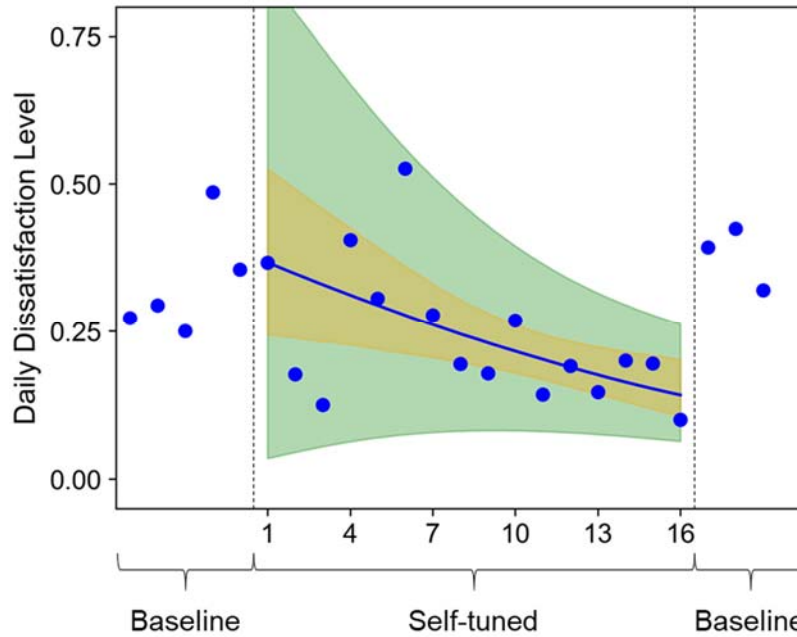 Daily Dissatisfaction Level
0.75
0.50
0.25
0.00
1 4 7 10 13 16
Baseline Self-tuned Baseline